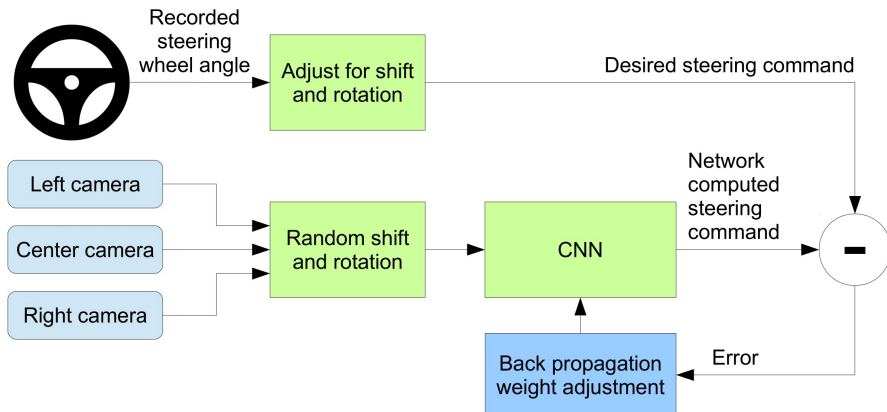 Recorded
steering
wheel angle
Adjust for shift
and rotation
Desired steering command
Left camera
Center camera
Right camera
Random shift
and rotation
CNN
Network
computed
steering
command
-
Back propagation
weight adjustment
Error